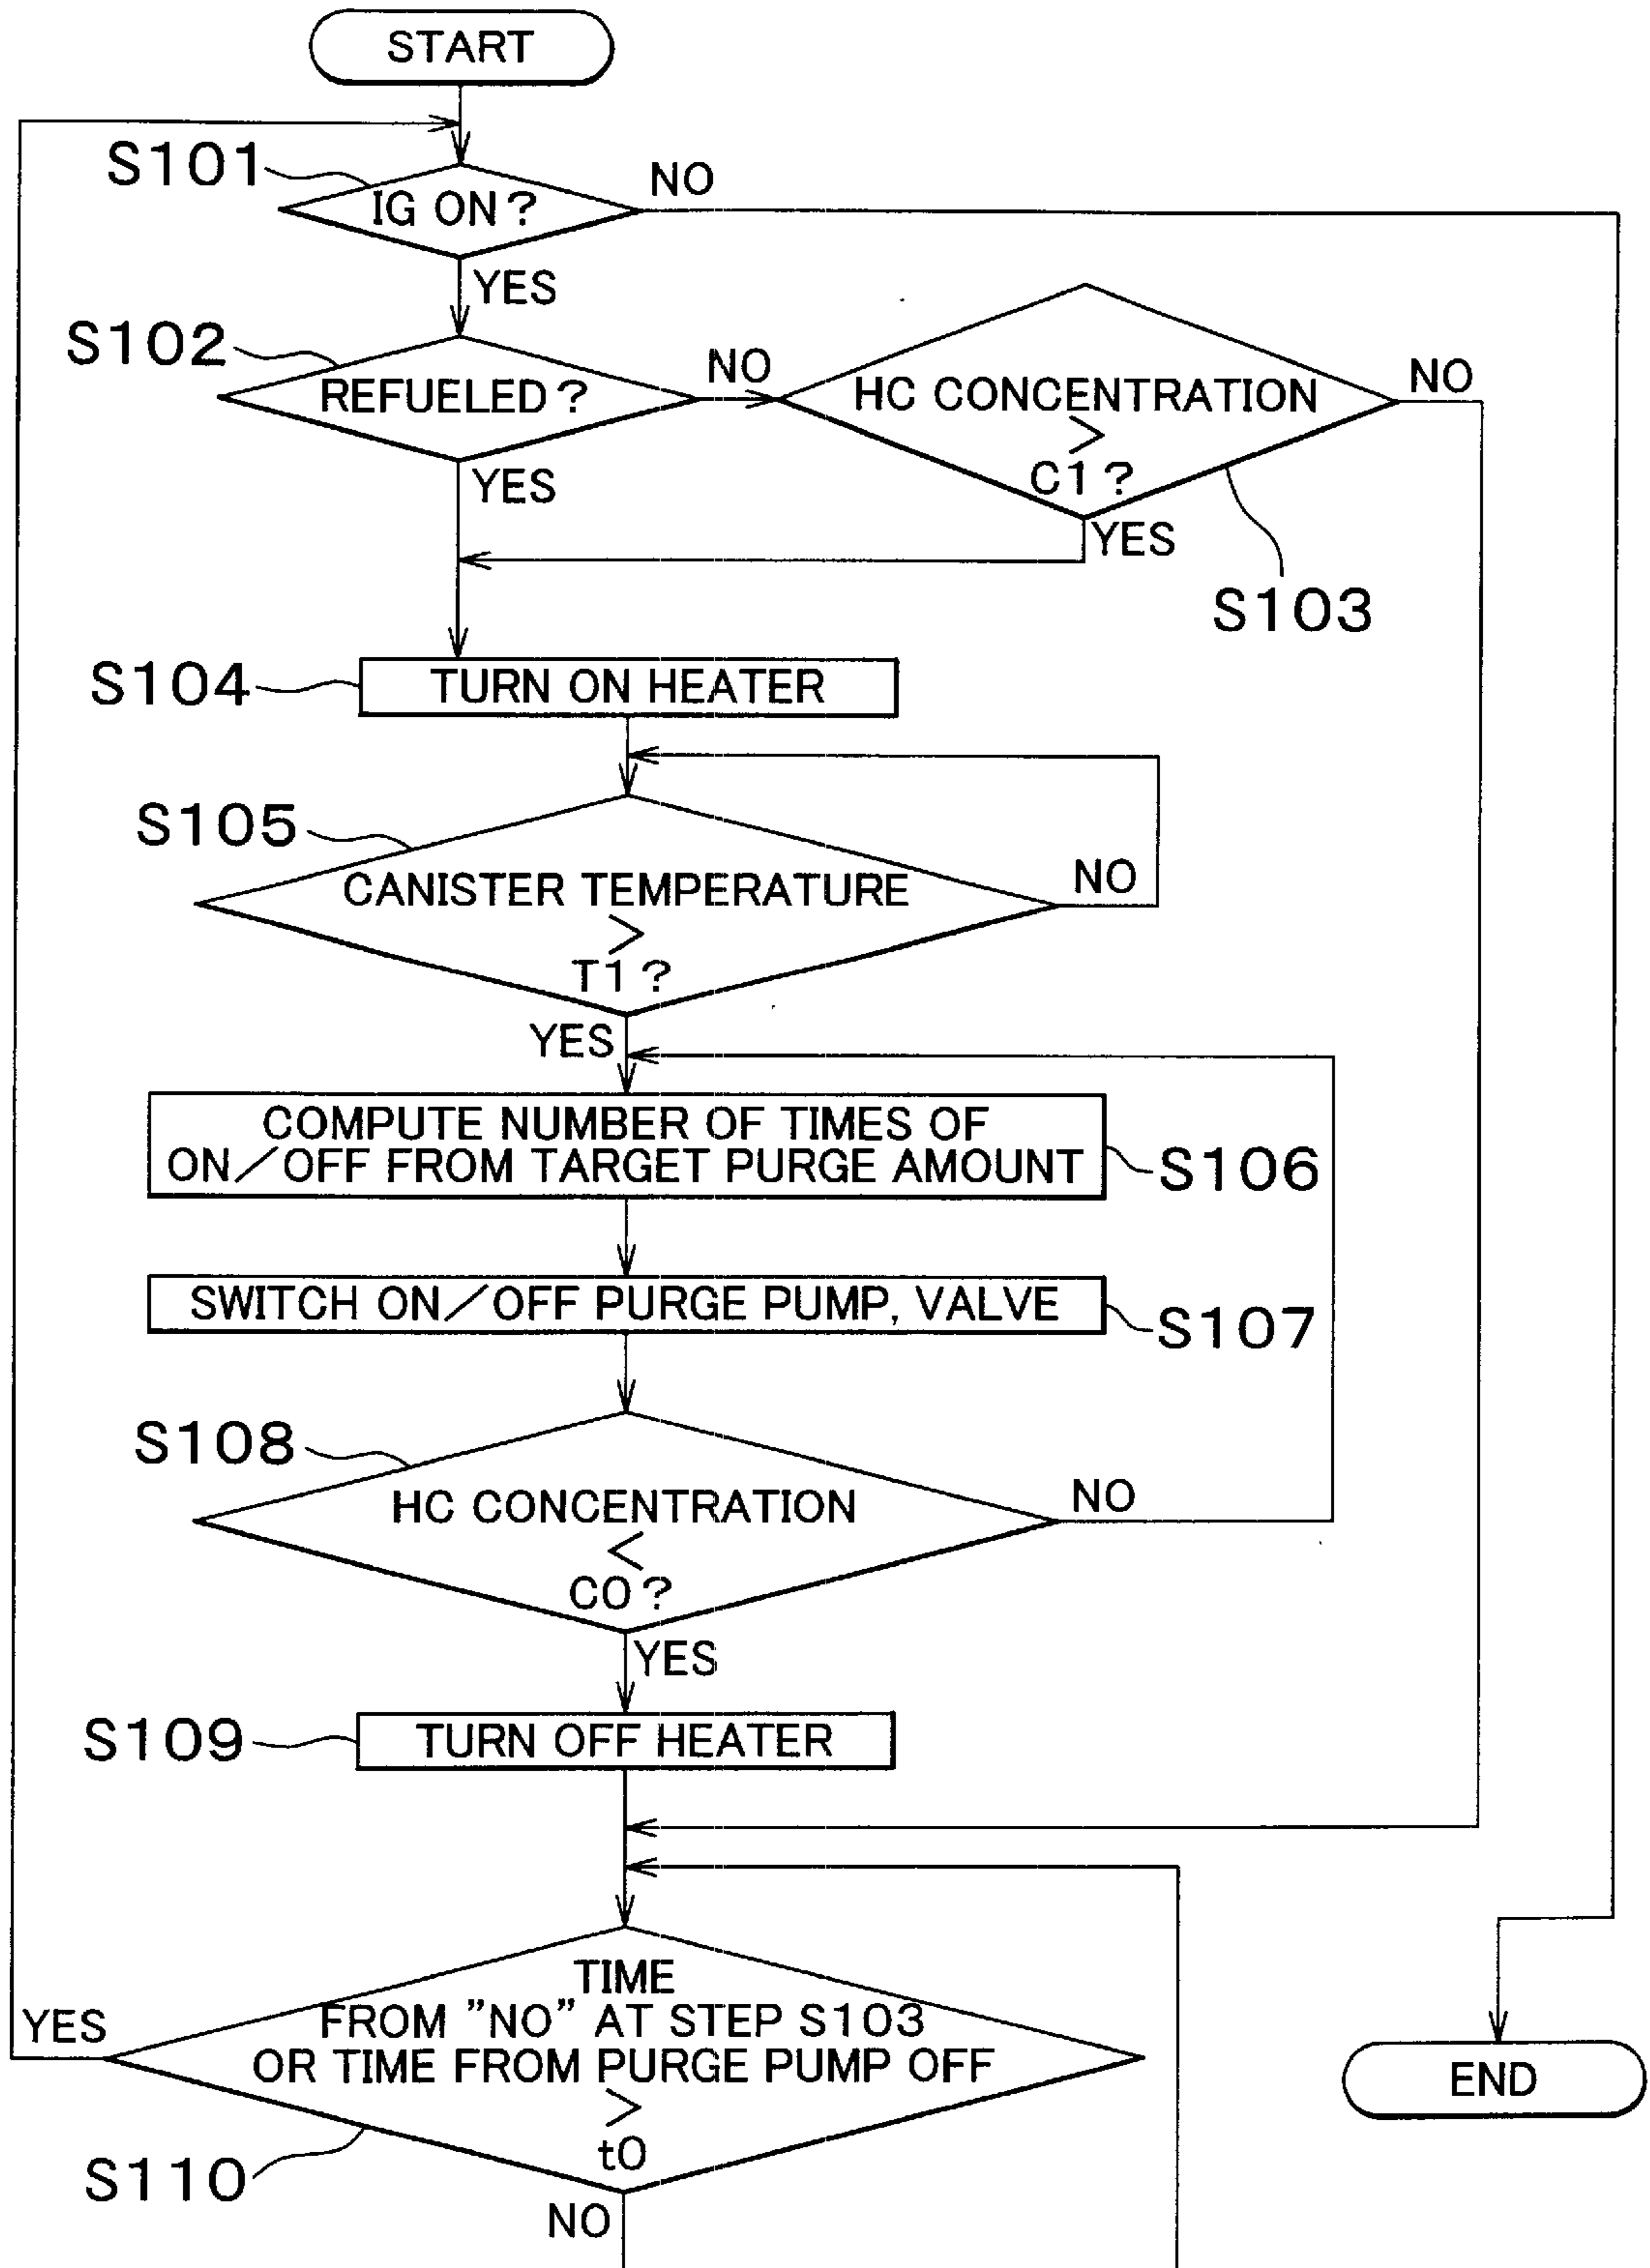 START
S101
IG ON?
NO
YES
S102
REFUELED?
NO
HC CONCENTRATION
>
C1?
NO
YES
YES
S103
S104
TURN ON HEATER
S105
CANISTER TEMPERATURE
>
T1?
NO
YES
COMPUTE NUMBER OF TIMES OF
ON/OFF FROM TARGET PURGE AMOUNT
S106
SWITCH ON/OFF PURGE PUMP, VALVE
S107
S108
HC CONCENTRATION
<
C0?
NO
YES
S109
TURN OFF HEATER
TIME
FROM "NO" AT STEP S103
OR TIME FROM PURGE PUMP OFF
>
t0
YES
S110
NO
END